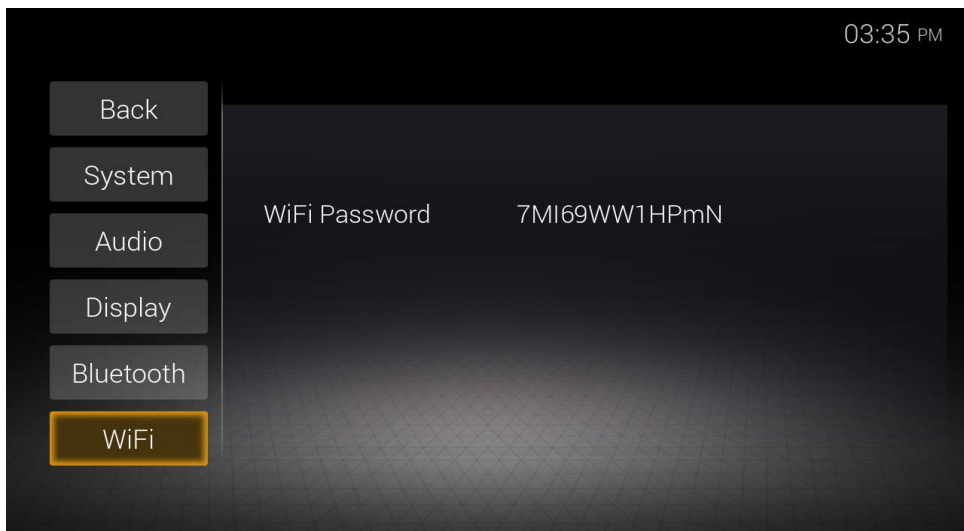 03:35 PM
Back
System
WiFi Password 7MI69WW1HPmN
Audio
Display
Bluetooth
WiFi